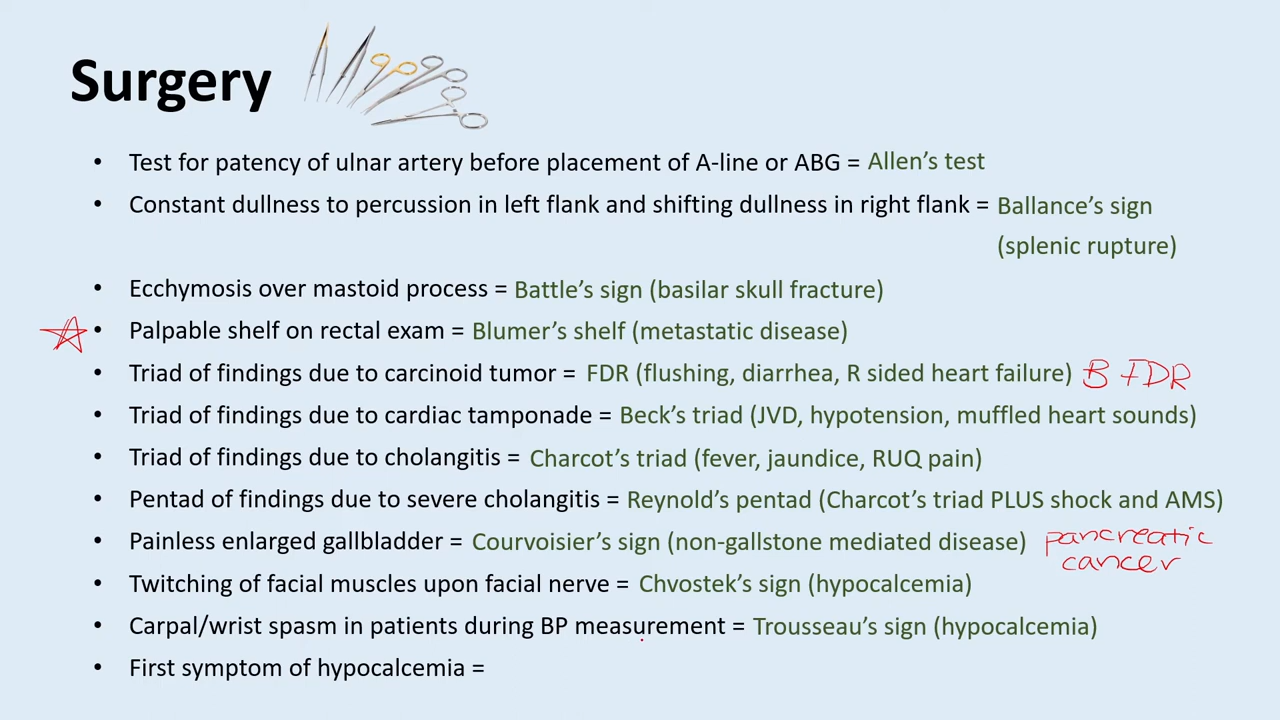 Surgery
• Test for patency of ulnar artery before placement of A-line or ABG = Allen's test
• Constant dullness to percussion in left flank and shifting dullness in right flank = Ballance's sign
(splenic rupture)
• Ecchymosis over mastoid process = Battle's sign (basilar skull fracture)
• Palpable shelf on rectal exam = Blumer's shelf (metastatic disease)
• Triad of findings due to carcinoid tumor = FDR (flushing, diarrhea, R sided heart failure) B FDR
• Triad of findings due to cardiac tamponade = Beck's triad (JVD, hypotension, muffled heart sounds)
• Triad of findings due to cholangitis = Charcot's triad (fever, jaundice, RUQ pain)
• Pentad of findings due to severe cholangitis = Reynold's pentad (Charcot's triad PLUS shock and AMS)
• Painless enlarged gallbladder = Courvoisier's sign (non-gallstone mediated disease) pancreatic
cancer
• Twitching of facial muscles upon facial nerve = Chvostek's sign (hypocalcemia)
• Carpal/wrist spasm in patients during BP measurement = Trousseau's sign (hypocalcemia)
• First symptom of hypocalcemia =